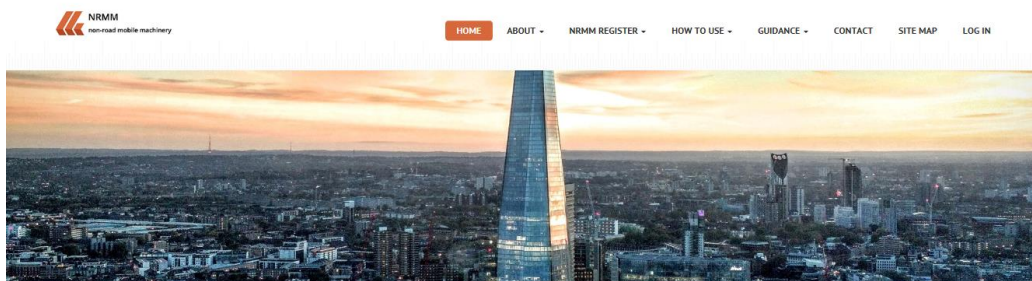 NRMM
non-road mobile machinery
HOME ABOUT NRMM REGISTER HOW TO USE GUIDANCE CONTACT SITE MAP LOG IN